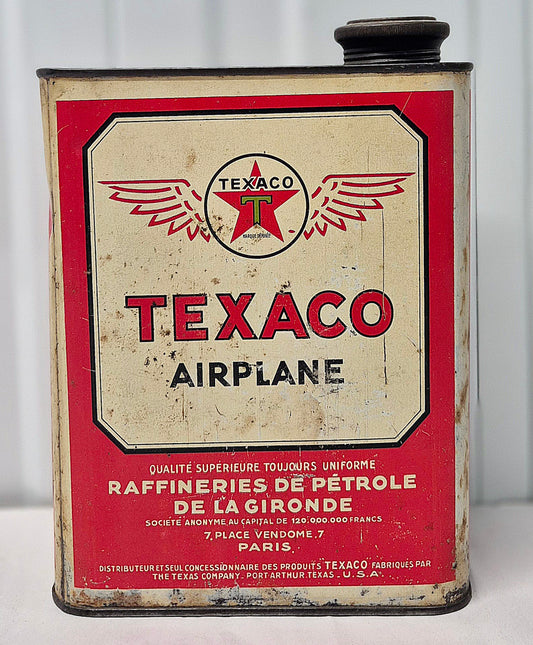 TEXACO
T
MARQUE DÉPOSÉE
TEXACO
AIRPLANE
QUALITÉ SUPÉRIEURE TOUJOURS UNIFORME
RAFFINERIES DE PÉTROLE
DE LA GIRONDE
SOCIÉTÉ ANONYME AU CAPITAL DE 120.000.000 FRANCS
7, PLACE VENDOME. 7
PARIS
DISTRIBUTEUR ET SEUL CONCESSIONNAIRE DES PRODUITS TEXACO FABRIQUÉS PAR
THE TEXAS COMPANY. PORT ARTHUR. TEXAS. U.S.A.